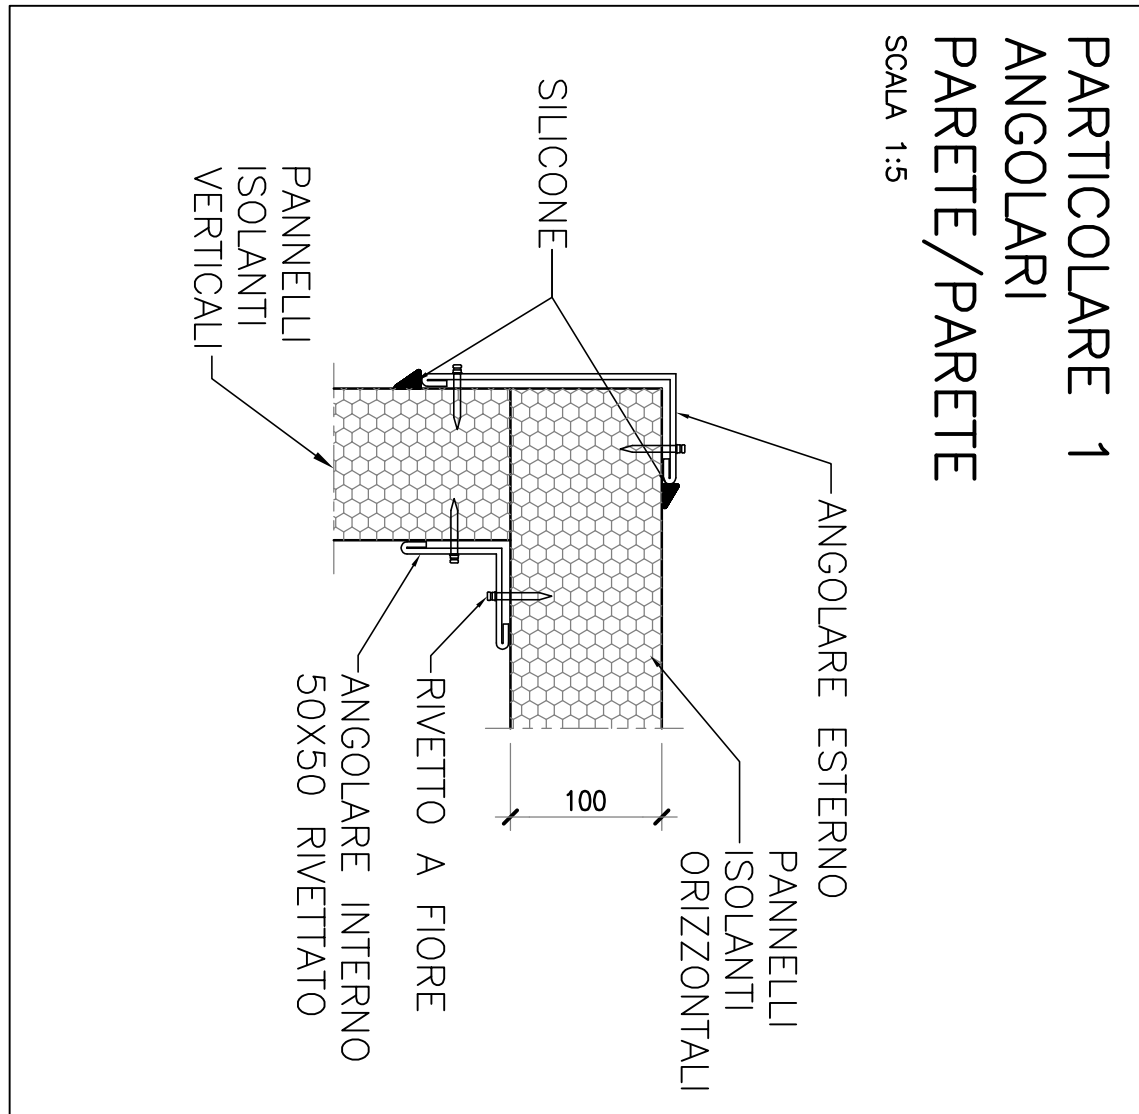 PARTICOLARE 1
ANGOLARI
PARETE/PARETE
SCALA 1:5
SILICONE
PANNELLI
ISOLANTI
VERTICALI
ANGOLARE ESTERNO
PANNELLI
ISOLANTI
ORIZZONTALI
100
RIVETTO A FIORE
ANGOLARE INTERNO
50X50 RIVETTATO